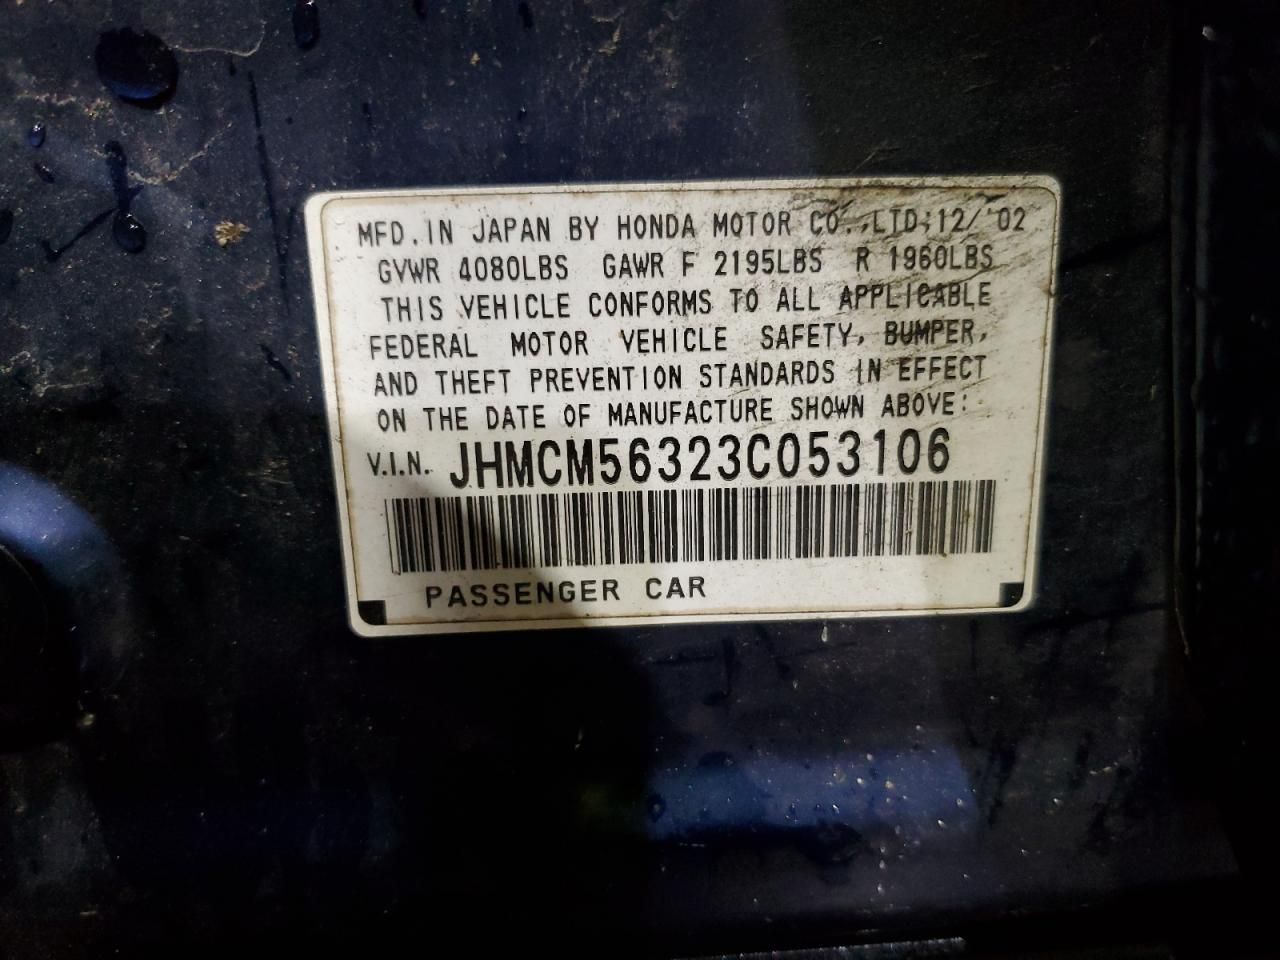 MFD. IN JAPAN BY HONDA MOTOR CO., LTD; 12/'02
GVWR 4080LBS GAWR F 2195LBS R 1960LBS
THIS VEHICLE CONFORMS TO ALL APPLICABLE
FEDERAL MOTOR VEHICLE SAFETY, BUMPER,
AND THEFT PREVENTION STANDARDS IN EFFECT
ON THE DATE OF MANUFACTURE SHOWN ABOVE:
V.I.N. JHMCM56323C053106
PASSENGER CAR